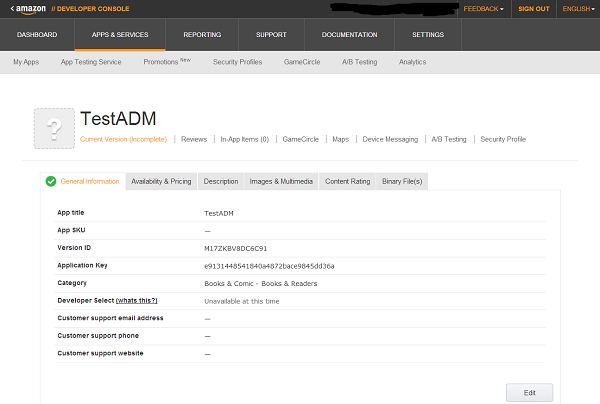 < amazon // DEVELOPER CONSOLE FEEDBACK SIGN OUT ENGLISH
DASHBOARD APPS & SERVICES REPORTING SUPPORT DOCUMENTATION SETTINGS
My Apps App Testing Service Promotions New Security Profiles GameCircle A/B Testing Analytics
?
TestADM
Current Version (Incomplete) | Reviews | In-App Items (0) | GameCircle | Maps | Device Messaging | A/B Testing | Security Profile
General Information Availability & Pricing Description Images & Multimedia Content Rating Binary File(s)
App title TestADM
App SKU —
Version ID M17ZKBV8DC6C91
Application Key e9131448541840a4872bace9845dd36a
Category Books & Comic - Books & Readers
Developer Select (whats this?) Unavailable at this time
Customer support email address —
Customer support phone —
Customer support website —
Edit